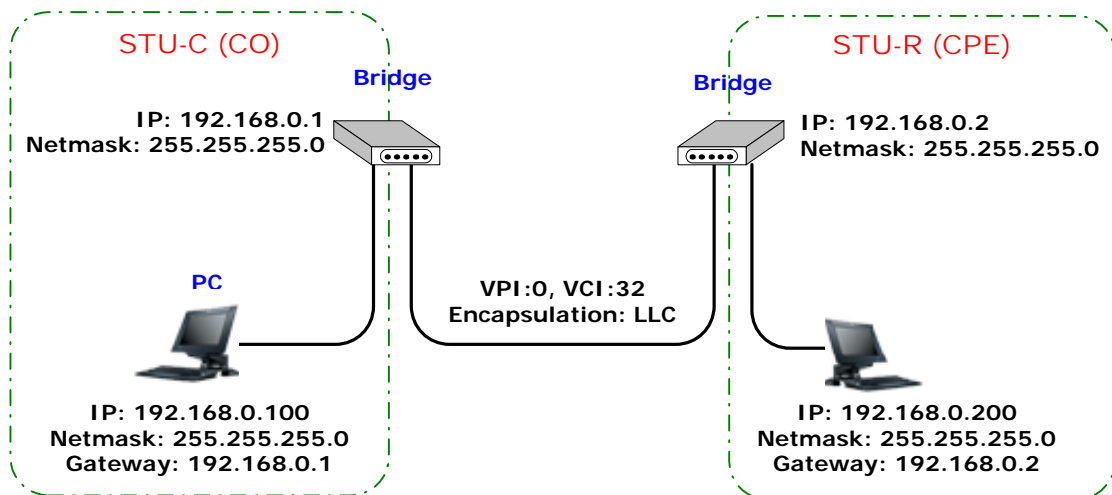 STU-C (CO)
Bridge
IP: 192.168.0.1
Netmask: 255.255.255.0
PC
IP: 192.168.0.100
Netmask: 255.255.255.0
Gateway: 192.168.0.1
VPI:0, VCI:32
Encapsulation: LLC
STU-R (CPE)
Bridge
IP: 192.168.0.2
Netmask: 255.255.255.0
IP: 192.168.0.200
Netmask: 255.255.255.0
Gateway: 192.168.0.2